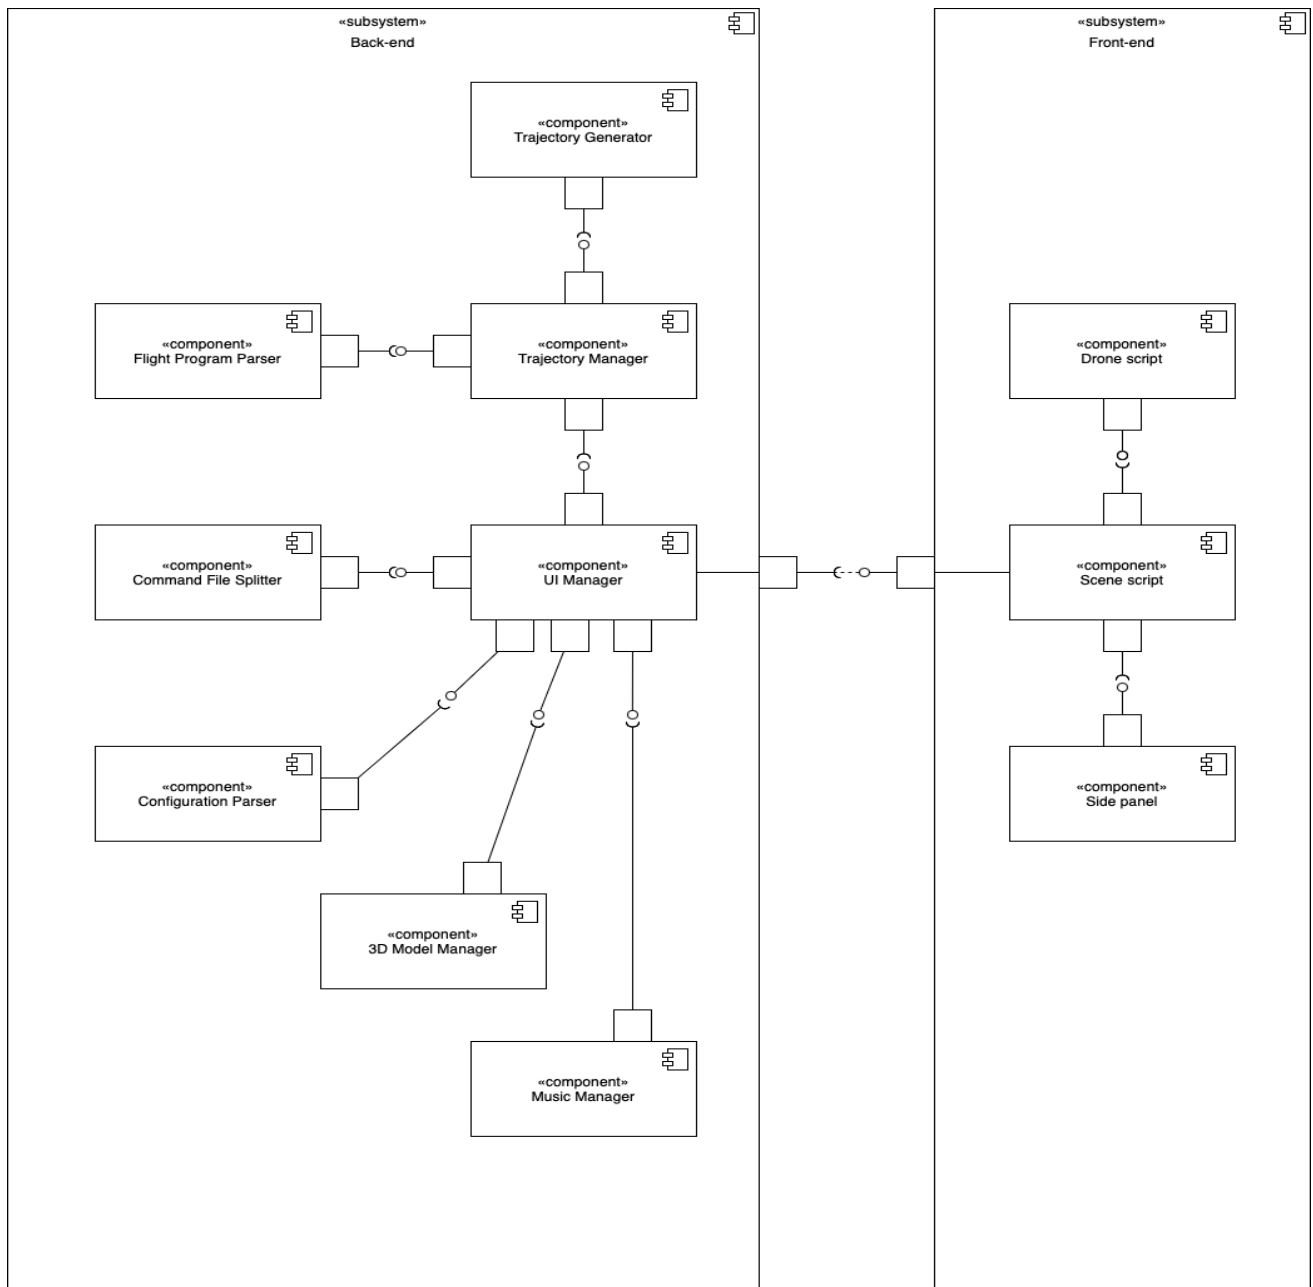 «subsystem»
Back-end
«component»
Trajectory Generator
«component»
Flight Program Parser
«component»
Trajectory Manager
«component»
Command File Splitter
«component»
UI Manager
«component»
Configuration Parser
«component»
3D Model Manager
«component»
Music Manager
«subsystem»
Front-end
«component»
Drone script
«component»
Scene script
«component»
Side panel